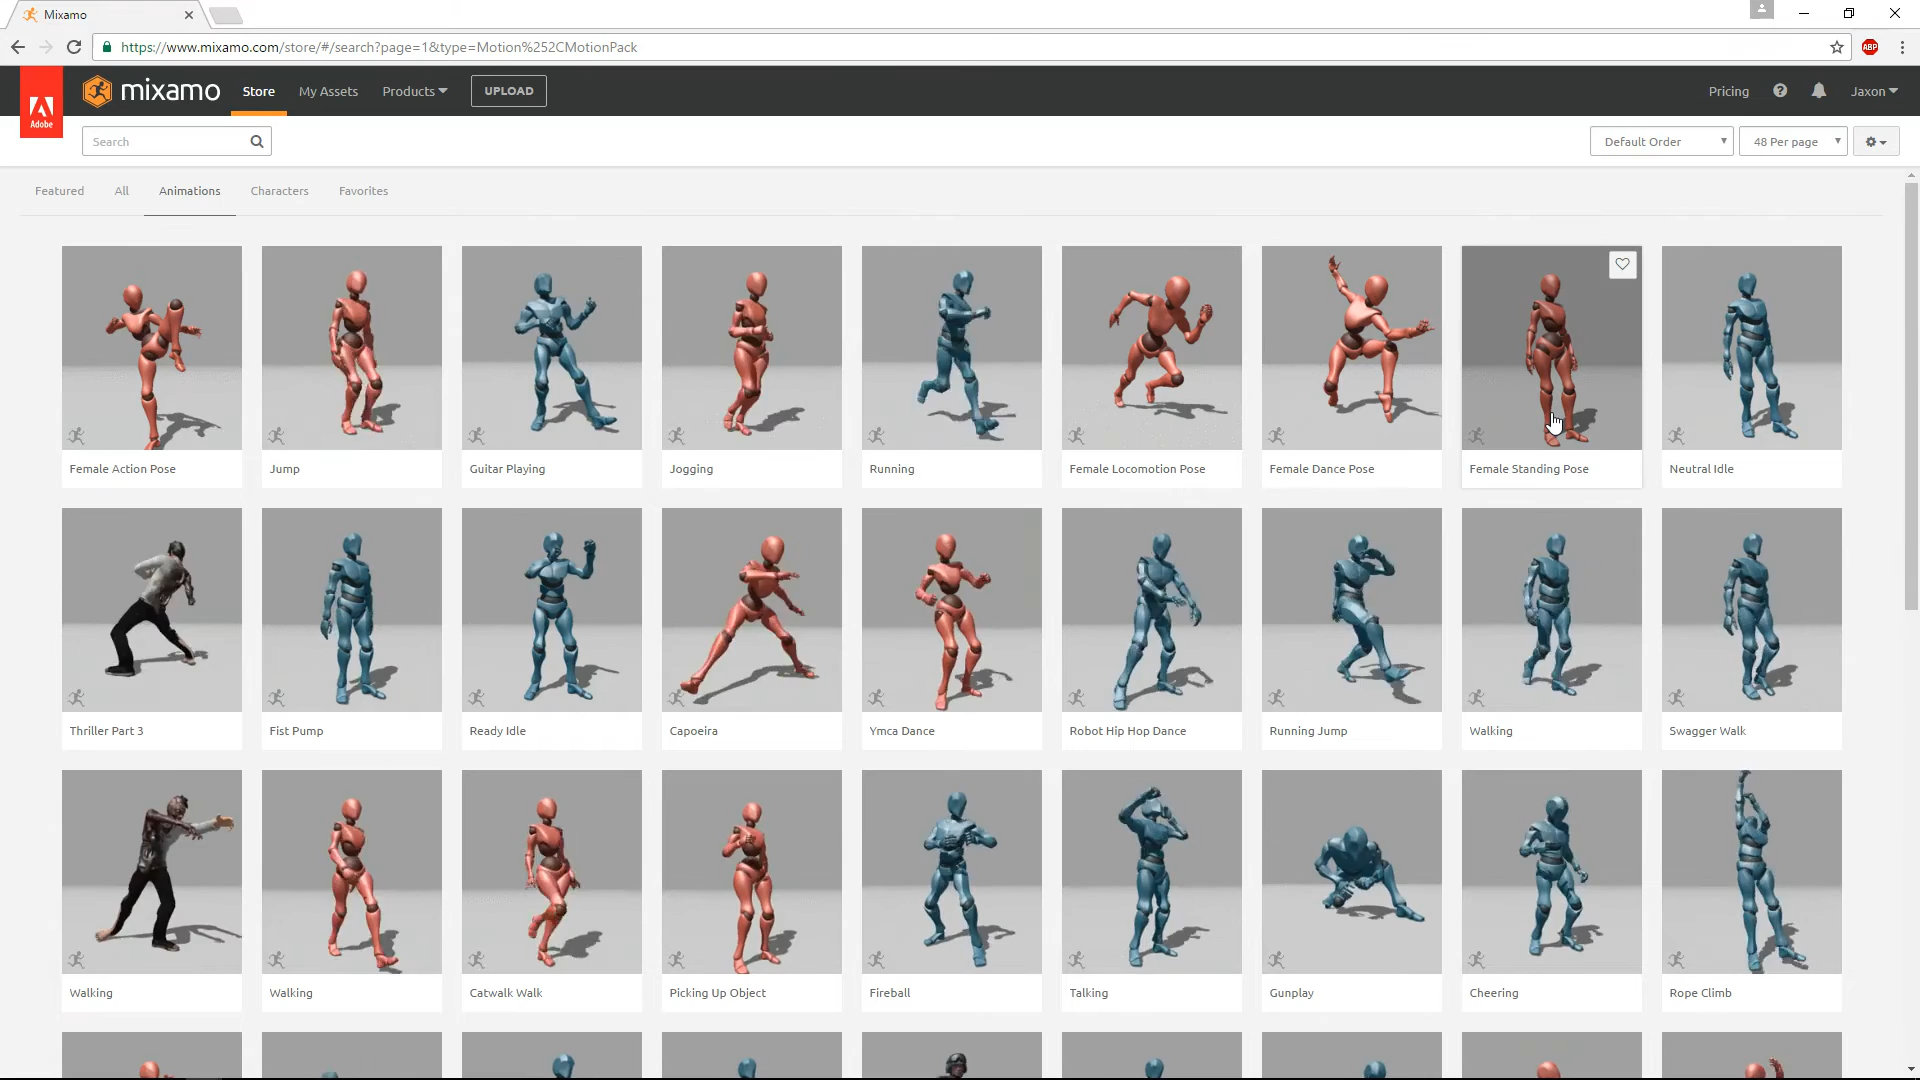 Mixamo
https://www.mixamo.com/store/#/search?page=1&type=Motion%252CMotionPack
ABP
Adobe
mixamo
Store
My Assets
Products
UPLOAD
Pricing
?
Jaxon
Search
Default Order
48 Per page
Featured
All
Animations
Characters
Favorites
Female Action Pose
Jump
Guitar Playing
Jogging
Running
Female Locomotion Pose
Female Dance Pose
Female Standing Pose
Neutral Idle
Thriller Part 3
Fist Pump
Ready Idle
Capoeira
Ymca Dance
Robot Hip Hop Dance
Running Jump
Walking
Swagger Walk
Walking
Walking
Catwalk Walk
Picking Up Object
Fireball
Talking
Gunplay
Cheering
Rope Climb